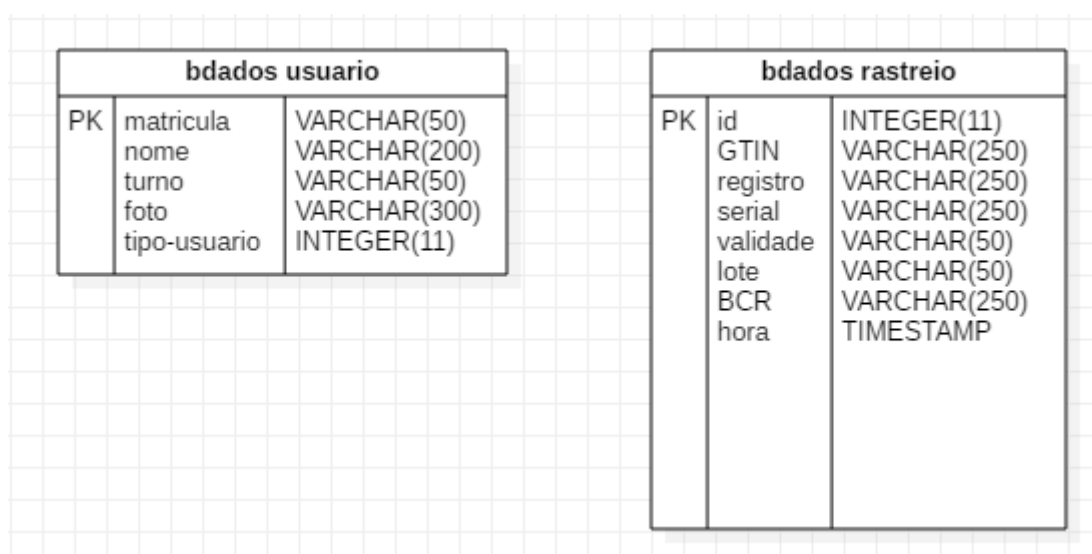 bdados usuario
PK matricula VARCHAR(50)
nome VARCHAR(200)
turno VARCHAR(50)
foto VARCHAR(300)
tipo-usuario INTEGER(11)
bdados rastreio
PK id INTEGER(11)
GTIN VARCHAR(250)
registro VARCHAR(250)
serial VARCHAR(250)
validade VARCHAR(50)
lote VARCHAR(50)
BCR VARCHAR(250)
hora TIMESTAMP